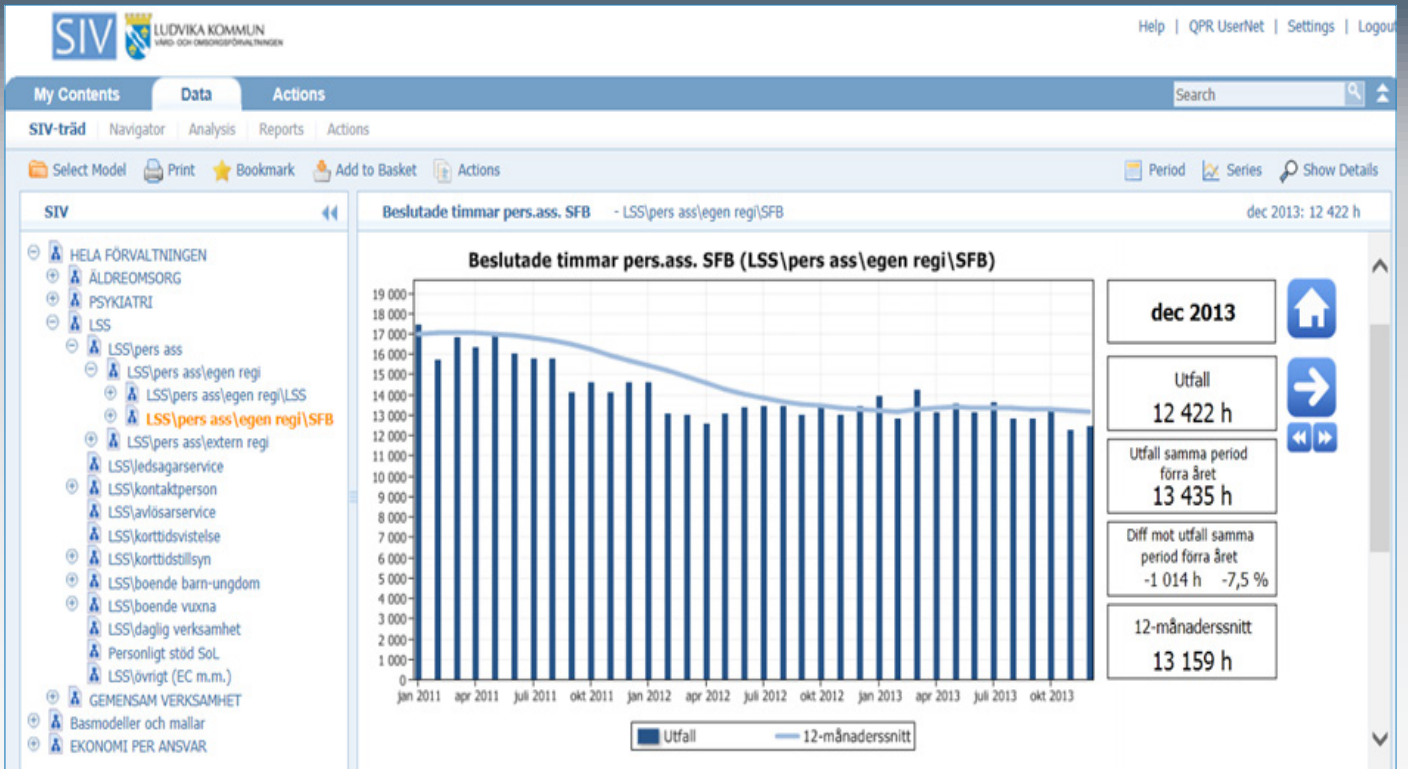 SIV LUDVIKA KOMMUN
VÅRD- OCH OMSORGSFÖRVALTNINGEN
Help | QPR UserNet | Settings | Logout
My Contents Data Actions Search
SIV-träd Navigator Analysis Reports Actions
Select Model Print Bookmark Add to Basket Actions Period Series Show Details
SIV
HELA FÖRVALTNINGEN
ÄLDREOMSORG
PSYKIATRI
LSS
LSS\pers ass
LSS\pers ass\egen regi
LSS\pers ass\egen regi\LSS
LSS\pers ass\egen regi\SFB
LSS\pers ass\extern regi
LSS\ledsagarservice
LSS\kontaktperson
LSS\avlösarservice
LSS\korttidsvistelse
LSS\korttidstillsyn
LSS\boende barn-ungdom
LSS\boende vuxna
LSS\daglig verksamhet
Personligt stöd SoL
LSS\övrigt (EC m.m.)
GEMENSAM VERKSAMHET
Basmodeller och mallar
EKONOMI PER ANSVAR
Beslutade timmar pers.ass. SFB - LSS\pers ass\egen regi\SFB dec 2013: 12 422 h
Beslutade timmar pers.ass. SFB (LSS\pers ass\egen regi\SFB)
19 000
18 000
17 000
16 000
15 000
14 000
13 000
12 000
11 000
10 000
9 000
8 000
7 000
6 000
5 000
4 000
3 000
2 000
1 000
0
jan 2011 apr 2011 juli 2011 okt 2011 jan 2012 apr 2012 juli 2012 okt 2012 jan 2013 apr 2013 juli 2013 okt 2013
Utfall 12-månaderssnitt
dec 2013
Utfall
12 422 h
Utfall samma period
förra året
13 435 h
Diff mot utfall samma
period förra året
-1 014 h -7,5 %
12-månaderssnitt
13 159 h